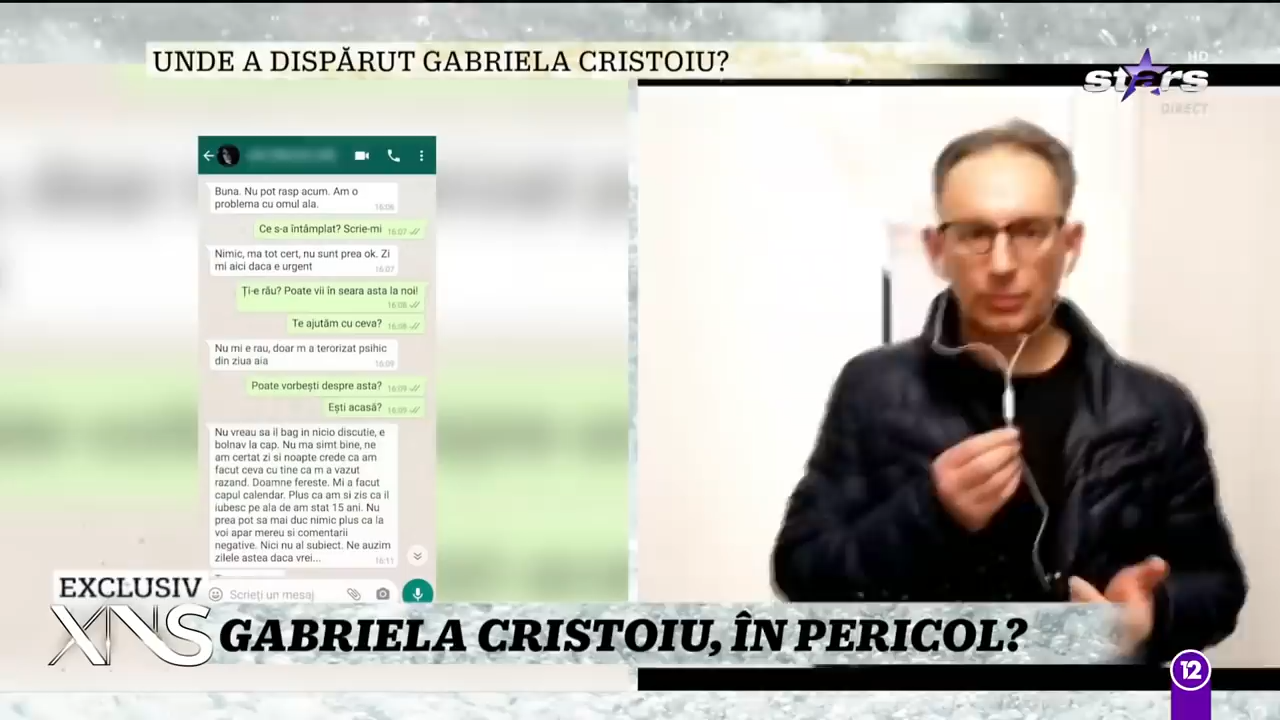 UNDE A DISPĂRUT GABRIELA CRISTOIU?
HD
stars
DIRECT
Buna. Nu pot rasp acum. Am o
problema cu omul ala.
16:06
Ce s-a întâmplat? Scrie-mi
16:07
Nimic, ma tot cert, nu sunt prea ok. Zi
mi aici daca e urgent
16:07
Ți-e rău? Poate vii în seara asta la noi!
16:08
Te ajutăm cu ceva?
16:08
Nu mi e rau, doar m a terorizat psihic
din ziua aia
16:09
Poate vorbești despre asta?
16:09
Ești acasă?
16:09
Nu vreau sa il bag in nicio discutie, e
bolnav la cap. Nu ma simt bine, ne
am certat zi si noapte crede ca am
facut ceva cu tine ca m a vazut
razand. Doamne fereste. Mi a facut
capul calendar. Plus ca am si zis ca il
iubesc pe ala de am stat 15 ani. Nu
prea pot sa mai duc nimic plus ca la
voi apar mereu si comentarii
negative. Nici nu al subiect. Ne auzim
zilele astea daca vrei...
16:11
Scrieți un mesaj
EXCLUSIV
XNS
GABRIELA CRISTOIU, ÎN PERICOL?
12